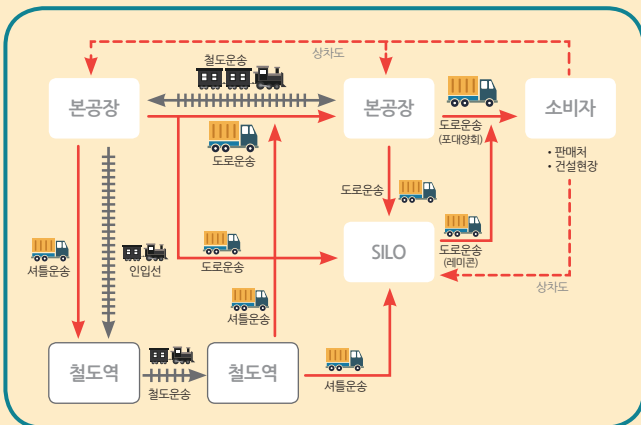 상차도
철도운송
본공장
본공장
소비자
도로운송
도로운송
(포대양회)
• 판매처
• 건설현장
도로운송
셔틀운송
인입선
도로운송
SILO
도로운송
(레미콘)
상차도
셔틀운송
철도역
철도역
철도운송
셔틀운송